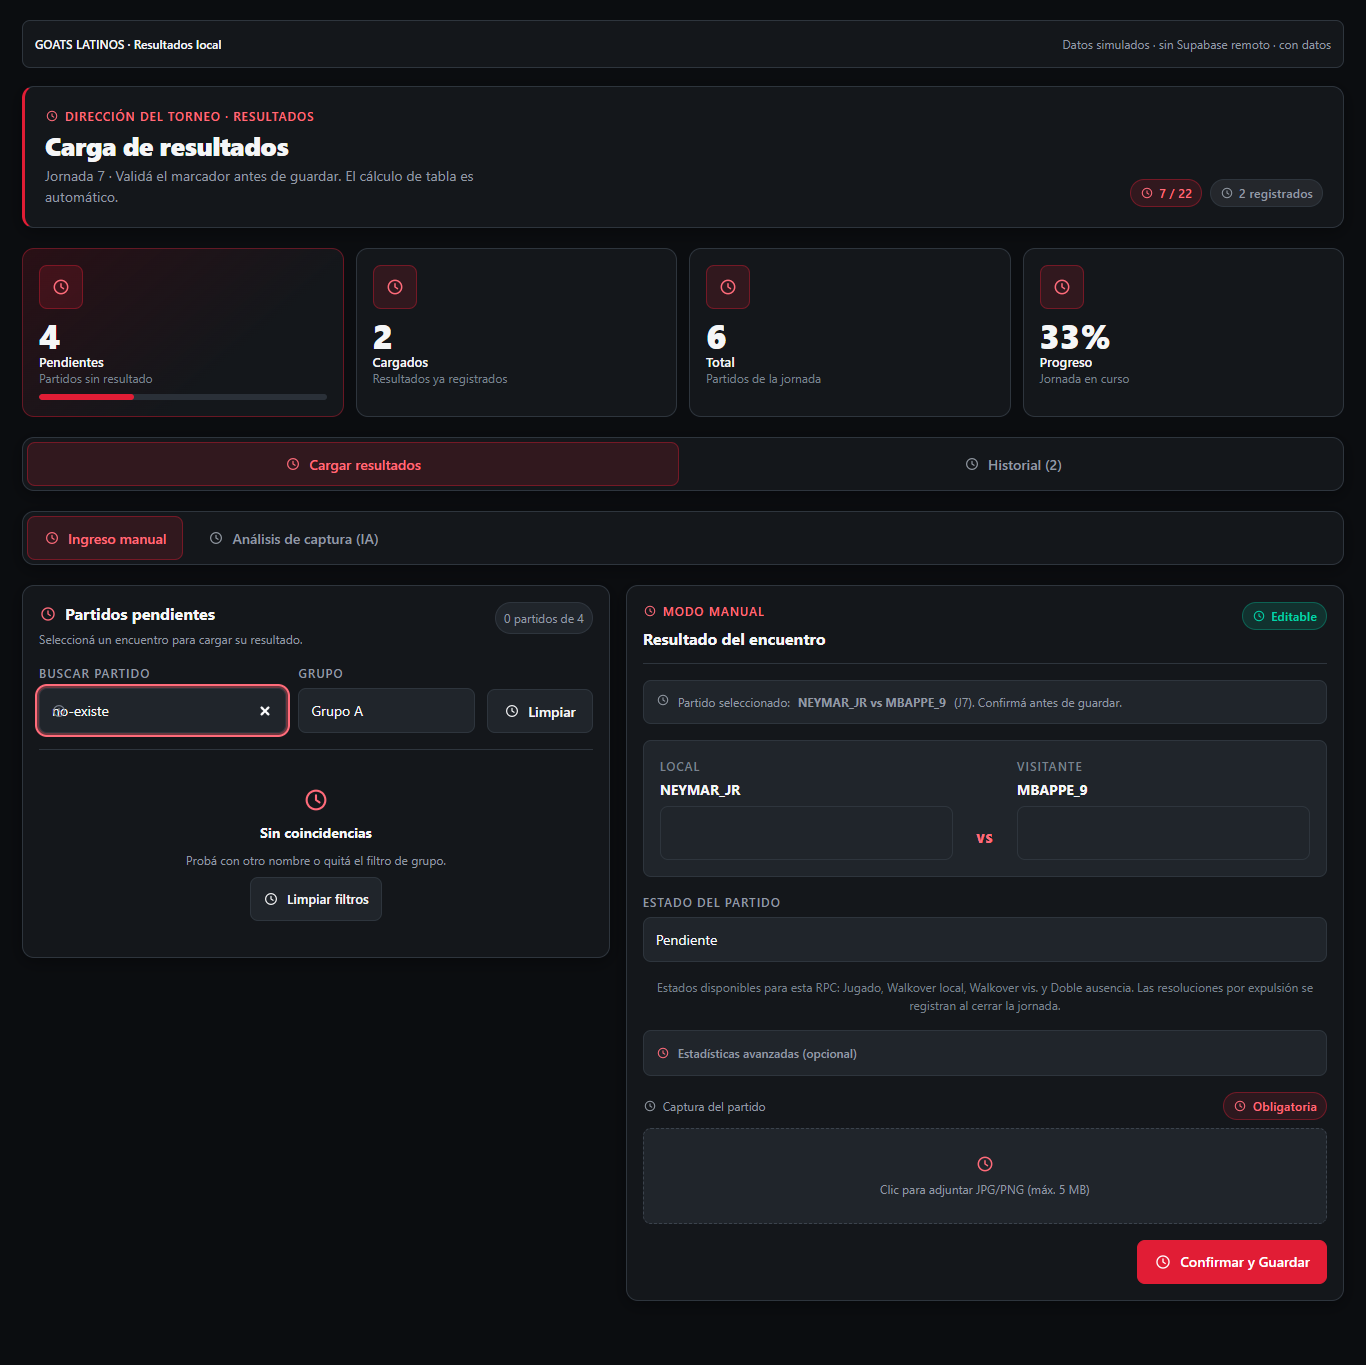 GOATS LATINOS · Resultados local
Datos simulados · sin Supabase remoto · con datos
DIRECCIÓN DEL TORNEO · RESULTADOS
Carga de resultados
Jornada 7 · Validá el marcador antes de guardar. El cálculo de tabla es
automático.
7 / 22
2 registrados
4
Pendientes
Partidos sin resultado
2
Cargados
Resultados ya registrados
6
Total
Partidos de la jornada
33%
Progreso
Jornada en curso
Cargar resultados
Historial (2)
Ingreso manual
Análisis de captura (IA)
Partidos pendientes
0 partidos de 4
Seleccioná un encuentro para cargar su resultado.
BUSCAR PARTIDO
GRUPO
no-existe
Grupo A
Limpiar
Sin coincidencias
Probá con otro nombre o quitá el filtro de grupo.
Limpiar filtros
MODO MANUAL
Editable
Resultado del encuentro
Partido seleccionado: NEYMAR_JR vs MBAPPE_9 (J7). Confirmá antes de guardar.
LOCAL
NEYMAR_JR
VS
VISITANTE
MBAPPE_9
ESTADO DEL PARTIDO
Pendiente
Estados disponibles para esta RPC: Jugado, Walkover local, Walkover vis. y Doble ausencia. Las resoluciones por expulsión se
registran al cerrar la jornada.
Estadísticas avanzadas (opcional)
Captura del partido
Obligatoria
Clic para adjuntar JPG/PNG (máx. 5 MB)
Confirmar y Guardar